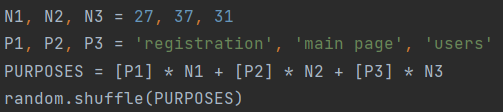 N1, N2, N3 = 27, 37, 31
P1, P2, P3 = 'registration', 'main page', 'users'
PURPOSES = [P1] * N1 + [P2] * N2 + [P3] * N3
random.shuffle(PURPOSES)